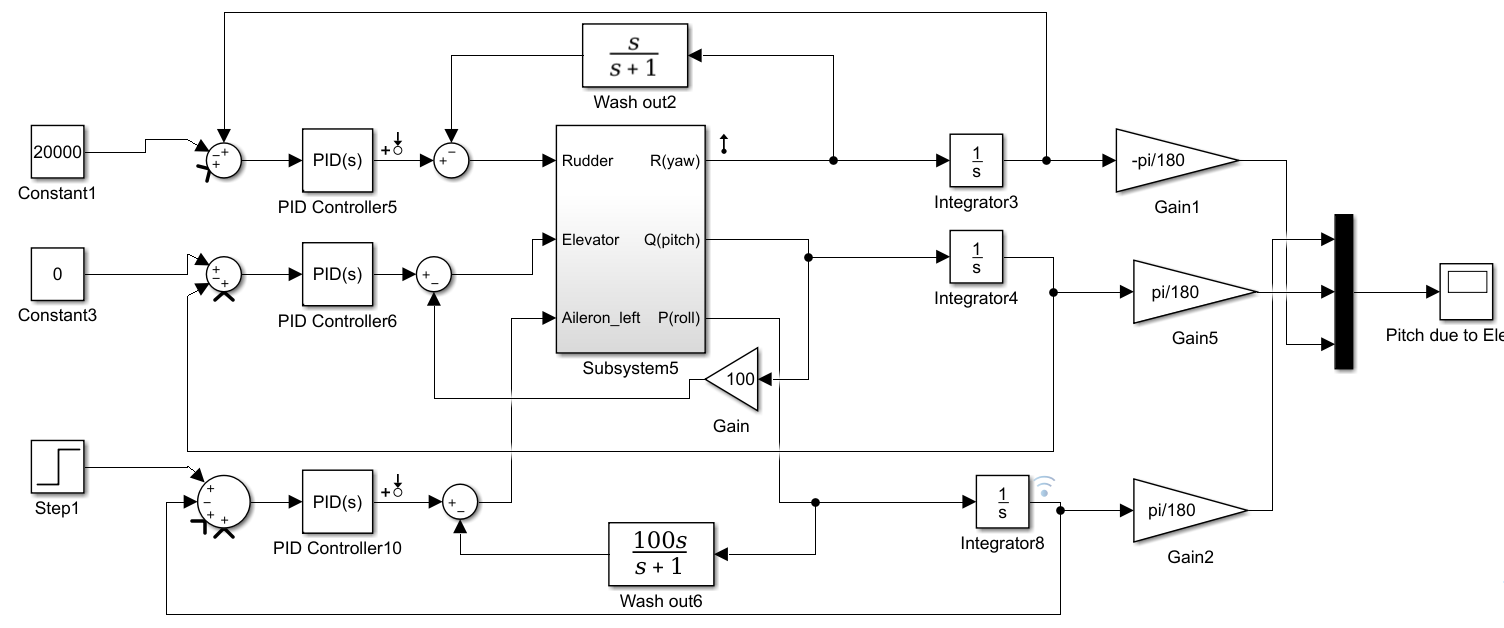 s
s + 1
Wash out2
20000
Constant1
PID(s)
PID Controller5
Rudder
R(yaw)
1
s
Integrator3
-pi/180
Gain1
0
Constant3
PID(s)
PID Controller6
Elevator
Q(pitch)
1
s
Integrator4
pi/180
Gain5
Aileron_left
P(roll)
Subsystem5
100
Gain
Pitch due to Ele
Step1
PID(s)
PID Controller10
100s
s + 1
Wash out6
1
s
Integrator8
pi/180
Gain2